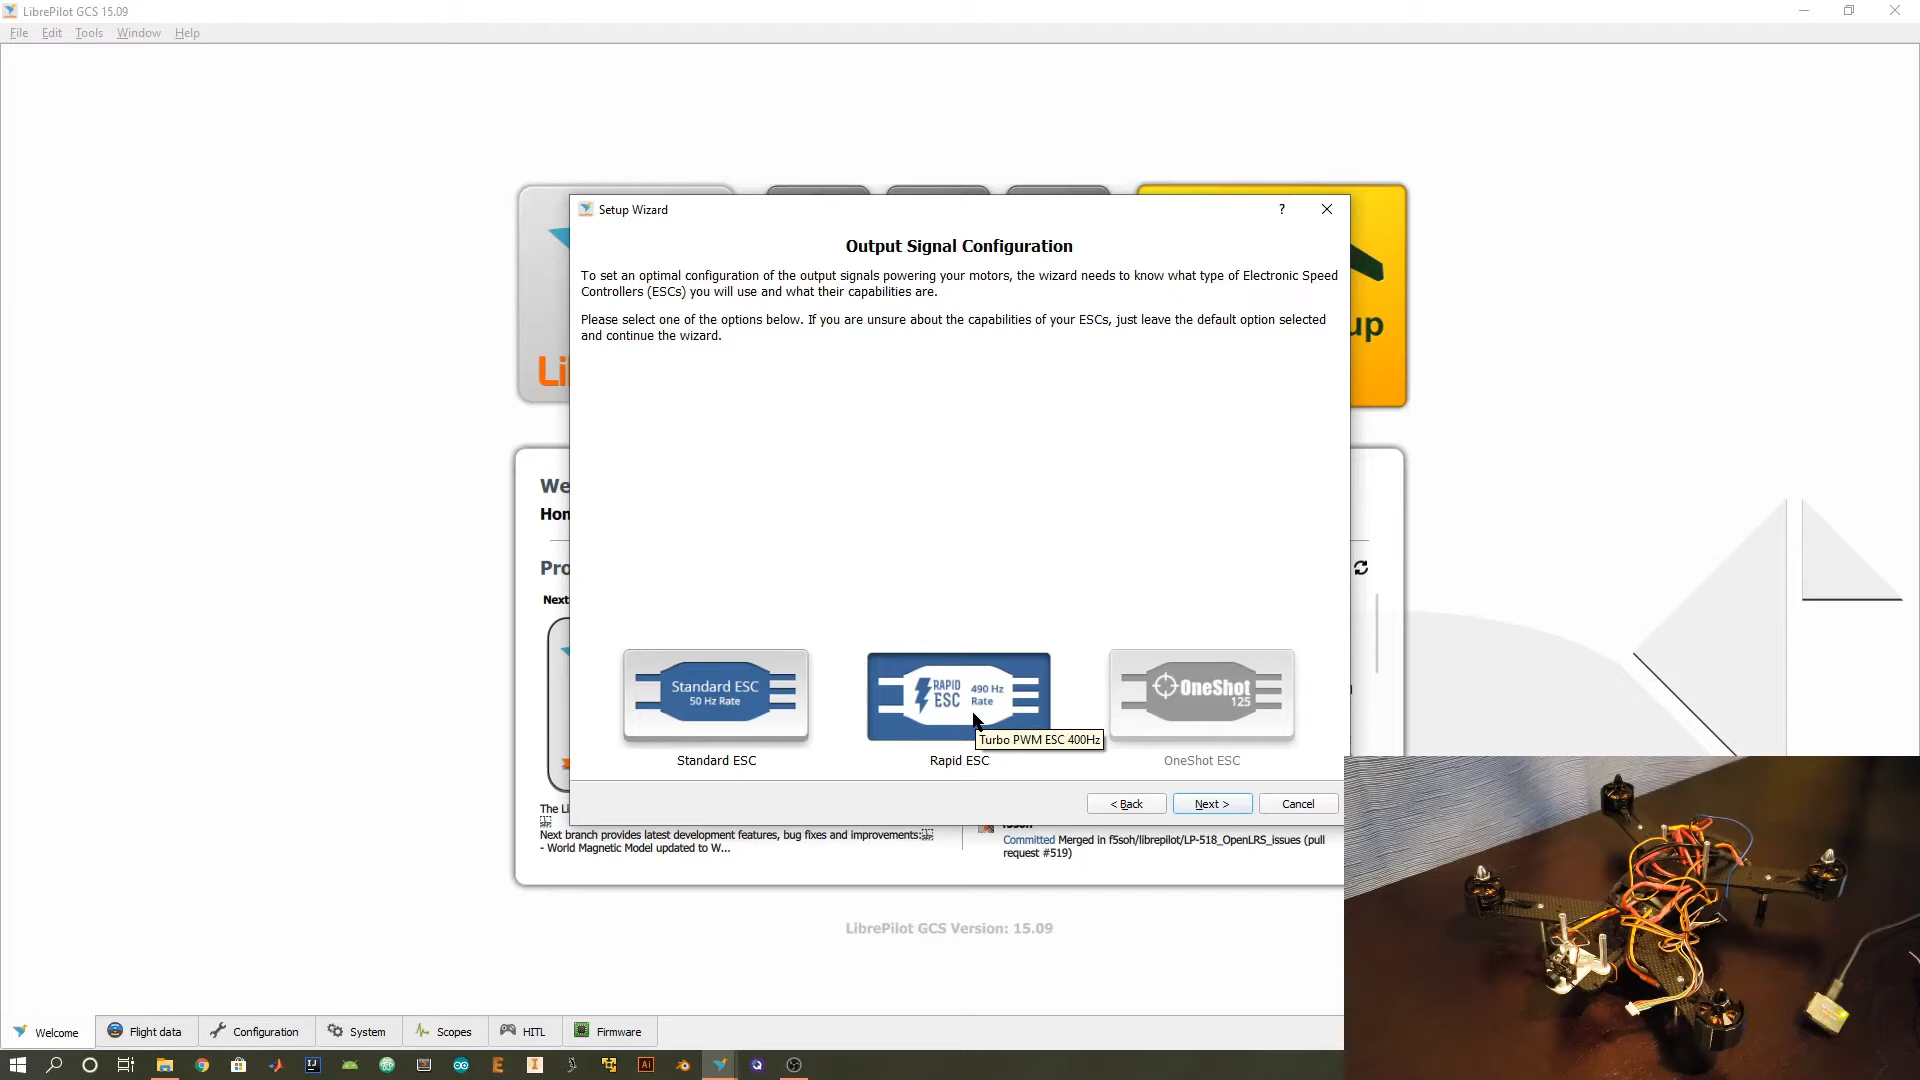 LibrePilot GCS 15.09
File Edit Tools Window Help
Setup Wizard
?
Output Signal Configuration
To set an optimal configuration of the output signals powering your motors, the wizard needs to know what type of Electronic Speed
Controllers (ESCs) you will use and what their capabilities are.
Please select one of the options below. If you are unsure about the capabilities of your ESCs, just leave the default option selected
and continue the wizard.
Li
up
We
Hon
Pro
Next
Standard ESC
50 Hz Rate
RAPID
ESC
490 Hz
Rate
OneShot
125
Turbo PWM ESC 400Hz
Standard ESC
Rapid ESC
OneShot ESC
< Back
Next >
Cancel
The Li
Next branch provides latest development features, bug fixes and improvements:
- World Magnetic Model updated to W...
Committed Merged in f5soh/librepilot/LP-518_OpenLRS_issues (pull
request #519)
LibrePilot GCS Version: 15.09
Welcome
Flight data
Configuration
System
Scopes
HITL
Firmware